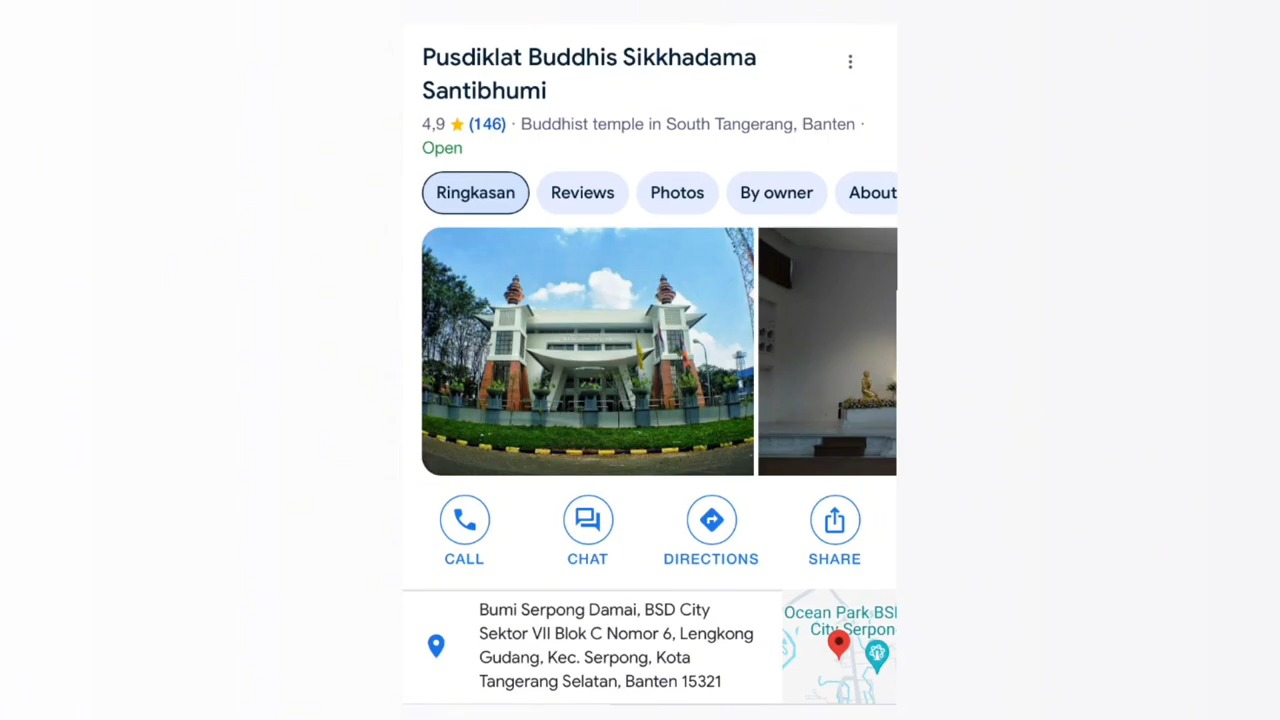 Pusdiklat Buddhis Sikkhadama
Santibhumi
4,9 ★ (146) · Buddhist temple in South Tangerang, Banten ·
Open
Ringkasan Reviews Photos By owner About
CALL CHAT DIRECTIONS SHARE
Bumi Serpong Damai, BSD City
Sektor VII Blok C Nomor 6, Lengkong
Gudang, Kec. Serpong, Kota
Tangerang Selatan, Banten 15321
Ocean Park BSD
City Serpong